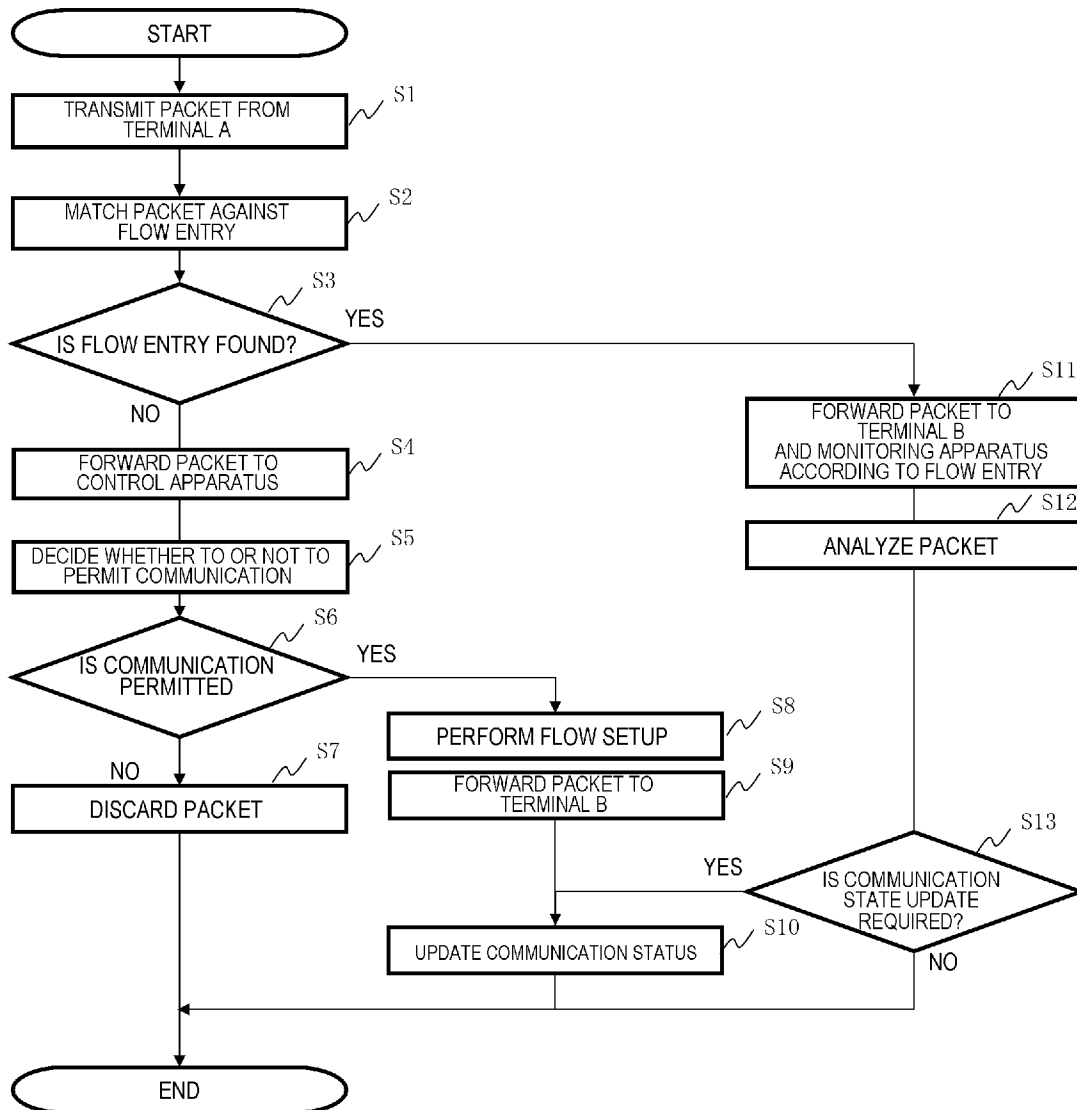 START
S1
TRANSMIT PACKET FROM
TERMINAL A
S2
MATCH PACKET AGAINST
FLOW ENTRY
S3
IS FLOW ENTRY FOUND?
YES
NO
S4
FORWARD PACKET TO
CONTROL APPARATUS
S5
DECIDE WHETHER TO OR NOT TO
PERMIT COMMUNICATION
S6
IS COMMUNICATION
PERMITTED
YES
NO
S7
DISCARD PACKET
S8
PERFORM FLOW SETUP
S9
FORWARD PACKET TO
TERMINAL B
S10
UPDATE COMMUNICATION STATUS
S11
FORWARD PACKET TO
TERMINAL B
AND MONITORING APPARATUS
ACCORDING TO FLOW ENTRY
S12
ANALYZE PACKET
S13
IS COMMUNICATION
STATE UPDATE
REQUIRED?
YES
NO
END